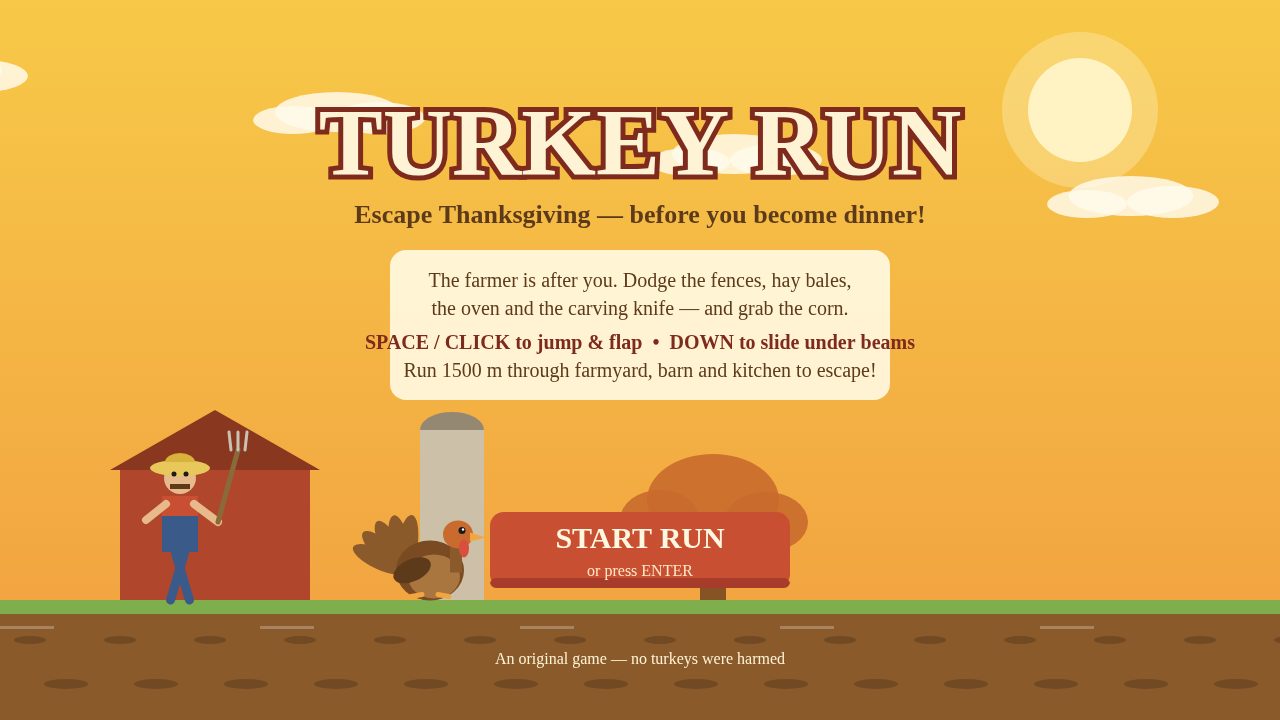 TURKEY RUN
Escape Thanksgiving — before you become dinner!
The farmer is after you. Dodge the fences, hay bales,
the oven and the carving knife — and grab the corn.
SPACE / CLICK to jump & flap • DOWN to slide under beams
Run 1500 m through farmyard, barn and kitchen to escape!
START RUN
or press ENTER
An original game — no turkeys were harmed